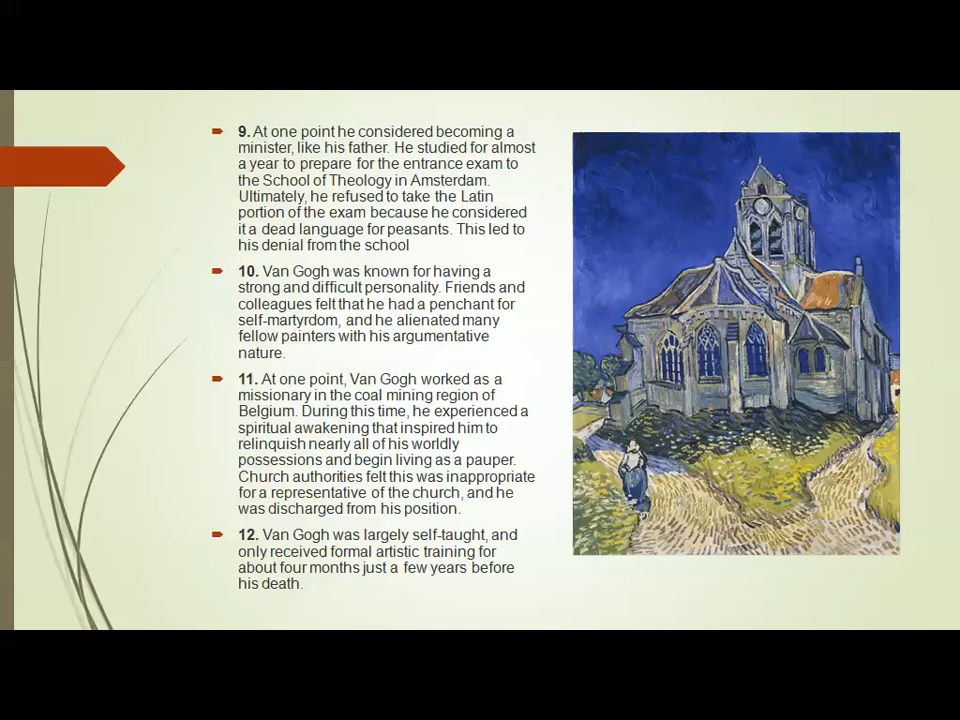 9. At one point he considered becoming a
minister, like his father. He studied for almost
a year to prepare for the entrance exam to
the School of Theology in Amsterdam.
Ultimately, he refused to take the Latin
portion of the exam because he considered
it a dead language for peasants. This led to
his denial from the school
10. Van Gogh was known for having a
strong and difficult personality. Friends and
colleagues felt that he had a penchant for
self-martyrdom, and he alienated many
fellow painters with his argumentative
nature.
11. At one point, Van Gogh worked as a
missionary in the coal mining region of
Belgium. During this time, he experienced a
spiritual awakening that inspired him to
relinquish nearly all of his worldly
possessions and begin living as a pauper.
Church authorities felt this was inappropriate
for a representative of the church, and he
was discharged from his position.
12. Van Gogh was largely self-taught, and
only received formal artistic training for
about four months just a few years before
his death.